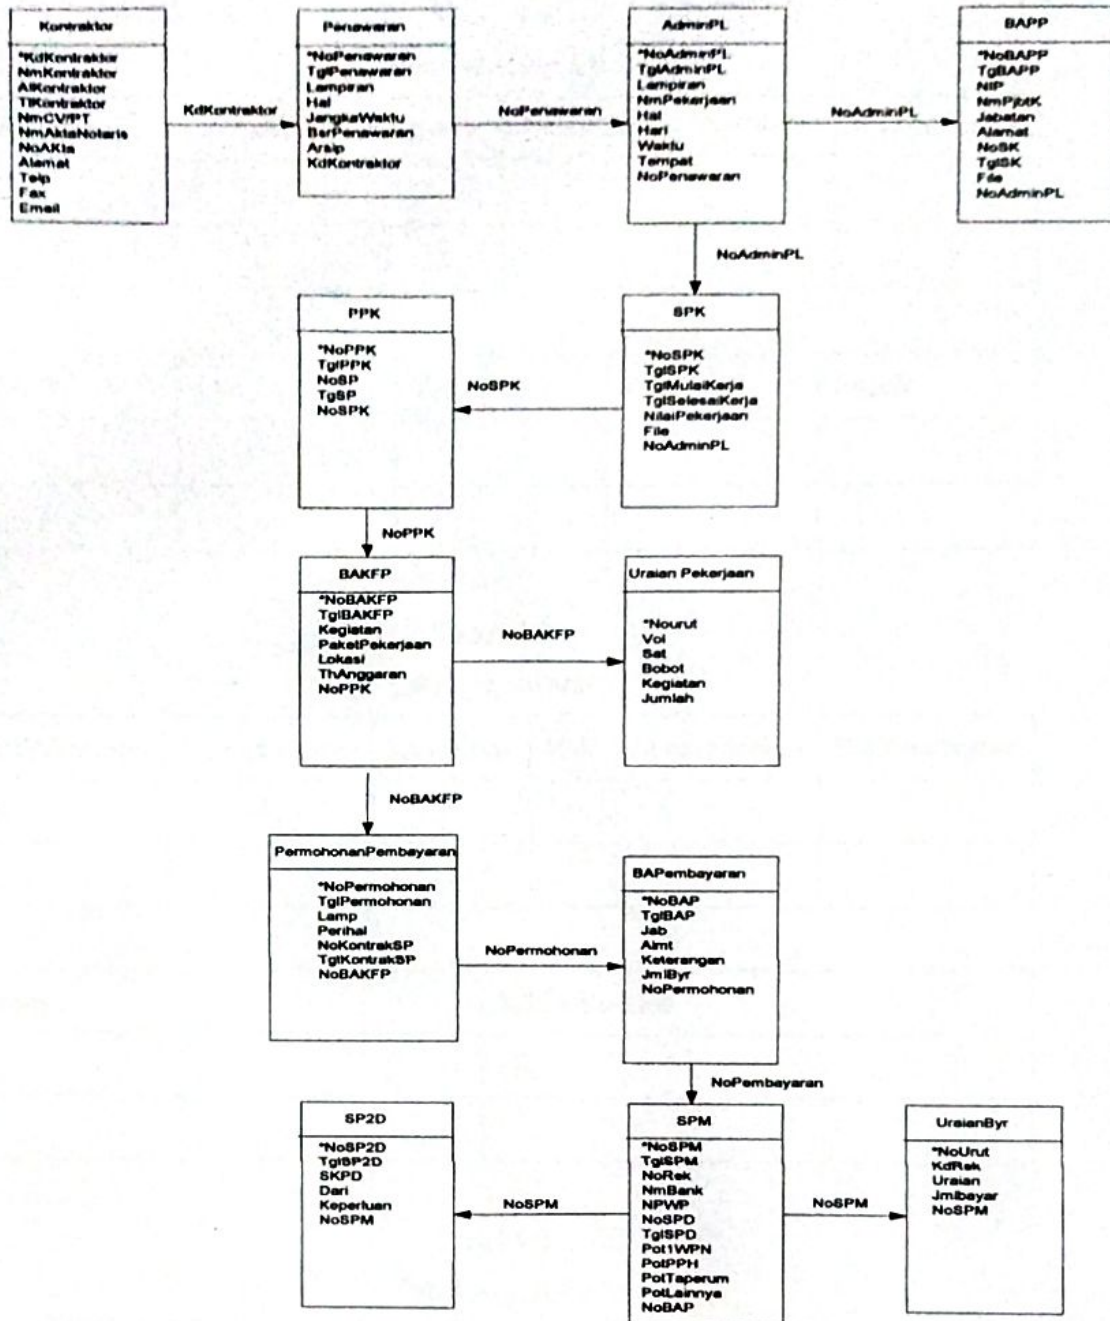 Kontraktor
*KdKontraktor
NmKontraktor
AlKontraktor
TlKontraktor
NmCV/PT
NmAktaNotaris
NoAKta
Alamat
Telp
Fax
Email
KdKontraktor
Penawaran
*NoPenawaran
TglPenawaran
Lampiran
Hal
JangkaWaktu
BsrPenawaran
Arsip
KdKontraktor
NoPenawaran
AdminPL
*NoAdminPL
TglAdminPL
Lampiran
NmPekerjaan
Hal
Hari
Waktu
Tempat
NoPenawaran
NoAdminPL
BAPP
*NoBAPP
TgBAPP
NIP
NmPjbtK
Jabatan
Alamat
NoSK
TglSK
File
NoAdminPL
NoAdminPL
PPK
*NoPPK
TglPPK
NoSP
TgSP
NoSPK
NoSPK
SPK
*NoSPK
TglSPK
TglMulaiKerja
TglSelesaiKerja
NilaiPekerjaan
File
NoAdminPL
NoPPK
BAKFP
*NoBAKFP
TglBAKFP
Kegiatan
PaketPekerjaan
Lokasi
ThAnggaran
NoPPK
NoBAKFP
Uraian Pekerjaan
*Nourut
Vol
Sat
Bobot
Kegiatan
Jumlah
NoBAKFP
PermohonanPembayaran
*NoPermohonan
TglPermohonan
Lamp
Perihal
NoKontrakSP
TglKontrakSP
NoBAKFP
NoPermohonan
BAPembayaran
*NoBAP
TglBAP
Jab
Almt
Keterangan
JmlByr
NoPermohonan
NoPembayaran
SP2D
*NoSP2D
TglSP2D
SKPD
Dari
Keperluan
NoSPM
NoSPM
SPM
*NoSPM
TglSPM
NoRek
NmBank
NPWP
NoSPD
TglSPD
Pot1WPN
PotPPH
PotTaperum
PotLainnya
NoBAP
NoSPM
UraianByr
*NoUrut
KdRek
Uraian
Jmlbayar
NoSPM